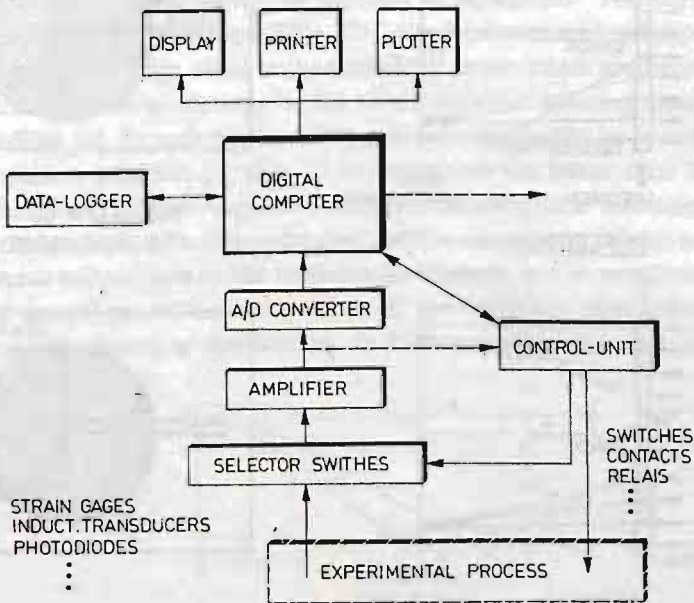 DISPLAY
PRINTER
PLOTTER
DATA-LOGGER
DIGITAL
COMPUTER
A/D CONVERTER
CONTROL-UNIT
AMPLIFIER
SELECTOR SWITHES
SWITCHES
CONTACTS
RELAIS
STRAIN GAGES
INDUCT.TRANSDUCERS
PHOTODIODES
EXPERIMENTAL PROCESS